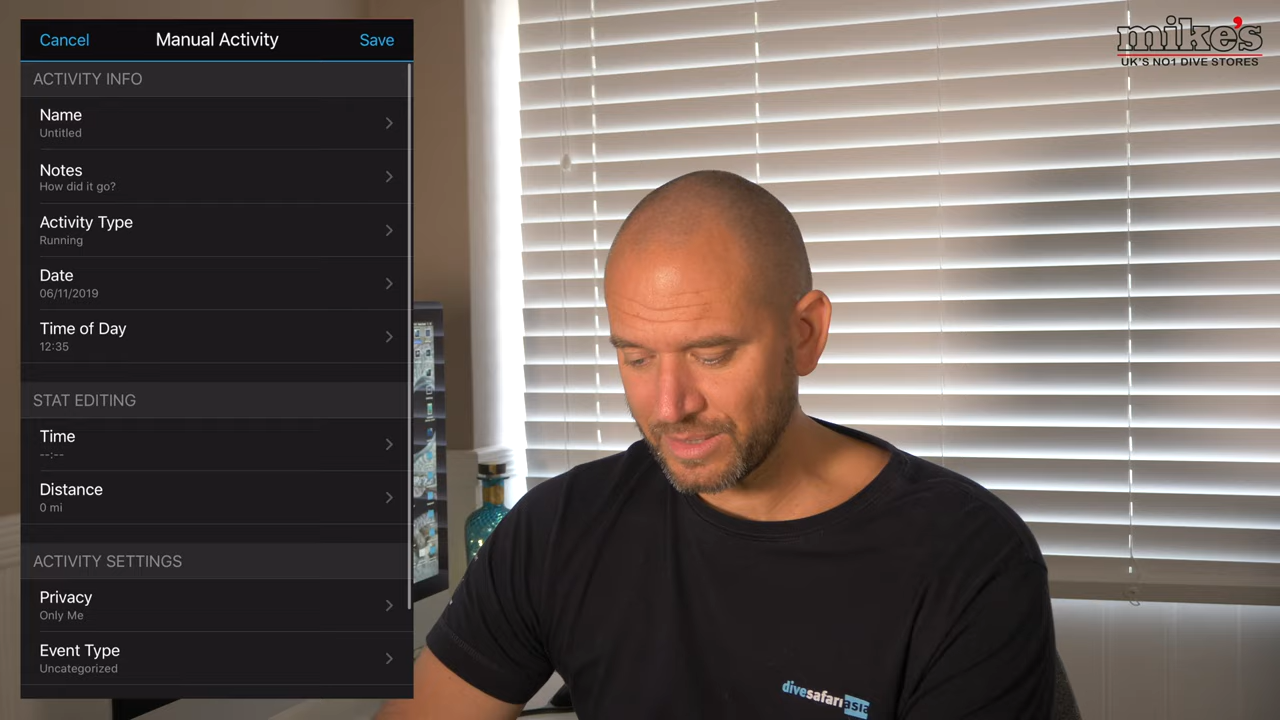 Cancel
Manual Activity
Save
ACTIVITY INFO
Name
Untitled
Notes
How did it go?
Activity Type
Running
Date
06/11/2019
Time of Day
12:35
STAT EDITING
Time
--:--
Distance
0 mi
ACTIVITY SETTINGS
Privacy
Only Me
Event Type
Uncategorized
mike's
UK'S NO1 DIVE STORES
divesafariasia